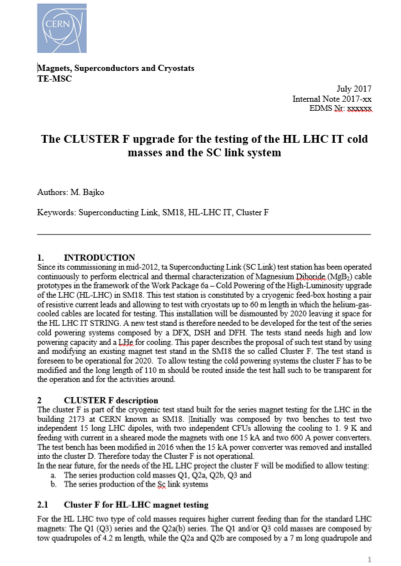 CERN
Magnets, Superconductors and Cryostats
TE-MSC
July 2017
Internal Note 2017-xx
EDMS Nr: xxxxxx
The CLUSTER F upgrade for the testing of the HL LHC IT cold
masses and the SC link system
Authors: M. Bajko
Keywords: Superconducting Link, SM18, HL-LHC IT, Cluster F
1. INTRODUCTION
Since its commissioning in mid-2012, ta Superconducting Link (SC Link) test station has been operated
continuously to perform electrical and thermal characterization of Magnesium Diboride (MgB2) cable
prototypes in the framework of the Work Package 6a – Cold Powering of the High-Luminosity upgrade
of the LHC (HL-LHC) in SM18. This test station is constituted by a cryogenic feed-box hosting a pair
of resistive current leads and allowing to test with cryostats up to 60 m in length in which the helium-gas-
cooled cables are located for testing. This installation will be dismounted by 2020 leaving it space for
the HL LHC IT STRING. A new test stand is therefore needed to be developed for the test of the series
cold powering systems composed by a DFX, DSH and DFH. The tests stand needs high and low
powering capacity and a LHe for cooling. This paper describes the proposal of such test stand by using
and modifying an existing magnet test stand in the SM18 the so called Cluster F. The test stand is
foreseen to be operational for 2020. To allow testing the cold powering systems the cluster F has to be
modified and the long length of 110 m should be routed inside the test hall such to be transparent for
the operation and for the activities around.
2 CLUSTER F description
The cluster F is part of the cryogenic test stand built for the series magnet testing for the LHC in the
building 2173 at CERN known as SM18. Initially was composed by two benches to test two
independent 15 long LHC dipoles, with two independent CFUs allowing the cooling to 1. 9 K and
feeding with current in a sheared mode the magnets with one 15 kA and two 600 A power converters.
The test bench has been modified in 2016 when the 15 kA power converter was removed and installed
into the cluster D. Therefore today the Cluster F is not operational.
In the near future, for the needs of the HL LHC project the cluster F will be modified to allow testing:
a. The series production cold masses Q1, Q2a, Q2b, Q3 and
b. The series production of the Sc link systems
2.1 Cluster F for HL-LHC magnet testing
For the HL LHC two type of cold masses requires higher current feeding than for the standard LHC
magnets: The Q1 (Q3) series and the Q2a(b) series. The Q1 and/or Q3 cold masses are composed by
tow quadrupoles of 4.2 m length, while the Q2a and Q2b are composed by a 7 m long quadrupole and
1